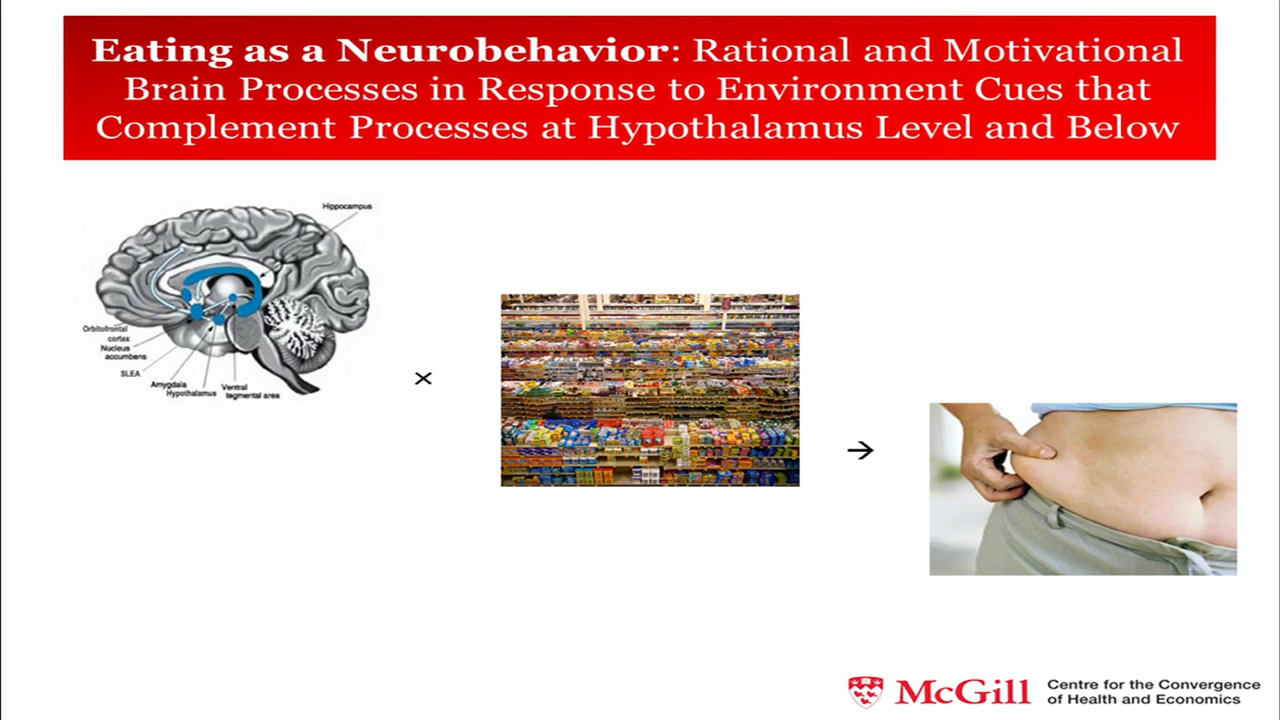 Eating as a Neurobehavior: Rational and Motivational
Brain Processes in Response to Environment Cues that
Complement Processes at Hypothalamus Level and Below
Hippocampus
Orbitofrontal
cortex
Nucleus
accumbens
SLEA
Amygdala
Hypothalamus
Ventral
tegmental area
×
→
McGill
Centre for the Convergence
of Health and Economics